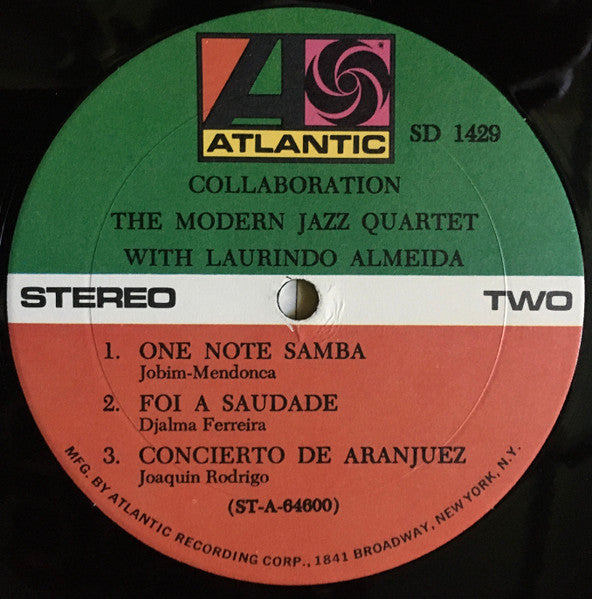 ATLANTIC
SD 1429
COLLABORATION
THE MODERN JAZZ QUARTET
WITH LAURINDO ALMEIDA
STEREO
TWO
1. ONE NOTE SAMBA
Jobim-Mendonca
2. FOI A SAUDADE
Djalma Ferreira
3. CONCIERTO DE ARANJUEZ
Joaquin Rodrigo
(ST-A-64600)
MFG. BY ATLANTIC RECORDING CORP., 1841 BROADWAY, NEW YORK, N.Y.